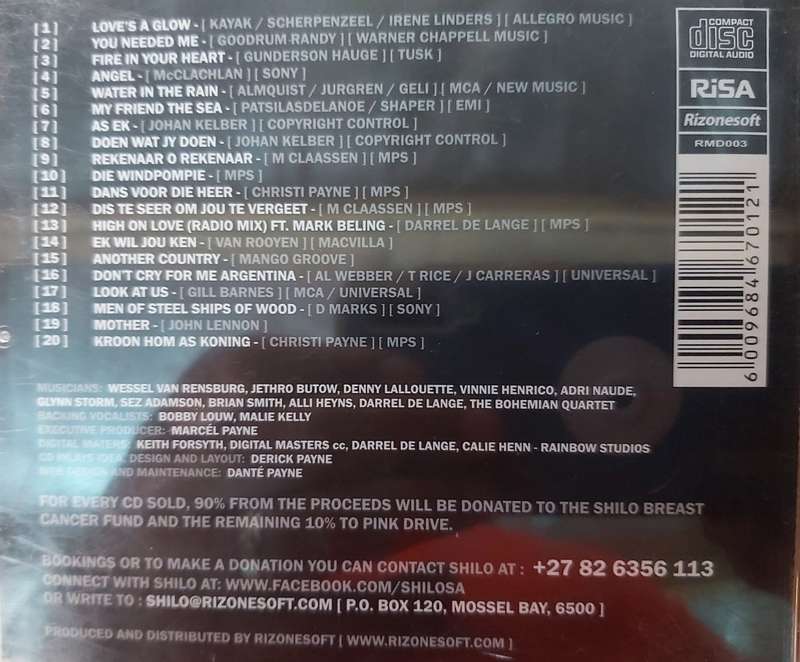 [ 1 ] LOVE'S A GLOW - [ KAYAK / SCHERPENZEEL / IRENE LINDERS ] [ ALLEGRO MUSIC ]
[ 2 ] YOU NEEDED ME - [ GOODRUM RANDY ] [ WARNER CHAPPELL MUSIC ]
[ 3 ] FIRE IN YOUR HEART - [ GUNDERSON HAUGE ] [ TUSK ]
[ 4 ] ANGEL - [ McCLACHLAN ] [ SONY ]
[ 5 ] WATER IN THE RAIN - [ ALMQUIST / JURGREN / GELI ] [ MCA / NEW MUSIC ]
[ 6 ] MY FRIEND THE SEA - [ PATSILASDELANOE / SHAPER ] [ EMI ]
[ 7 ] AS EK - [ JOHAN KELBER ] [ COPYRIGHT CONTROL ]
[ 8 ] DOEN WAT JY DOEN - [ JOHAN KELBER ] [ COPYRIGHT CONTROL ]
[ 9 ] REKENAAR O REKENAAR - [ M CLAASSEN ] [ MPS ]
[ 10 ] DIE WINDPOMPIE - [ MPS ]
[ 11 ] DANS VOOR DIE HEER - [ CHRISTI PAYNE ] [ MPS ]
[ 12 ] DIS TE SEER OM JOU TE VERGEET - [ M CLAASSEN ] [ MPS ]
[ 13 ] HIGH ON LOVE (RADIO MIX) FT. MARK BELING - [ DARREL DE LANGE ] [ MPS ]
[ 14 ] EK WIL JOU KEN - [ VAN ROOYEN ] [ MACVILLA ]
[ 15 ] ANOTHER COUNTRY - [ MANGO GROOVE ]
[ 16 ] DON'T CRY FOR ME ARGENTINA - [ AL WEBBER / T RICE / J CARRERAS ] [ UNIVERSAL ]
[ 17 ] LOOK AT US - [ GILL BARNES ] [ MCA / UNIVERSAL ]
[ 18 ] MEN OF STEEL SHIPS OF WOOD - [ D MARKS ] [ SONY ]
[ 19 ] MOTHER - [ JOHN LENNON ]
[ 20 ] KROON HOM AS KONING - [ CHRISTI PAYNE ] [ MPS ]
COMPACT
disc
DIGITAL AUDIO
RiSA
Rizonesoft
RMD003
6 009684 670121
MUSICIANS: WESSEL VAN RENSBURG, JETHRO BUTOW, DENNY LALLOUETTE, VINNIE HENRICO, ADRI NAUDE,
GLYNN STORM, SEZ ADAMSON, BRIAN SMITH, ALLI HEYNS, DARREL DE LANGE, THE BOHEMIAN QUARTET
BACKING VOCALISTS: BOBBY LOUW, MALIE KELLY
EXECUTIVE PRODUCER: MARCÉL PAYNE
DIGITAL MATERS: KEITH FORSYTH, DIGITAL MASTERS cc, DARREL DE LANGE, CALIE HENN - RAINBOW STUDIOS
CD INLAYS IDEA, DESIGN AND LAYOUT: DERICK PAYNE
WEB DESIGN AND MAINTENANCE: DANTÉ PAYNE
FOR EVERY CD SOLD, 90% FROM THE PROCEEDS WILL BE DONATED TO THE SHILO BREAST
CANCER FUND AND THE REMAINING 10% TO PINK DRIVE.
BOOKINGS OR TO MAKE A DONATION YOU CAN CONTACT SHILO AT : +27 82 6356 113
CONNECT WITH SHILO AT: WWW.FACEBOOK.COM/SHILOSA
OR WRITE TO : SHILO@RIZONESOFT.COM [ P.O. BOX 120, MOSSEL BAY, 6500 ]
PRODUCED AND DISTRIBUTED BY RIZONESOFT [ WWW.RIZONESOFT.COM ]